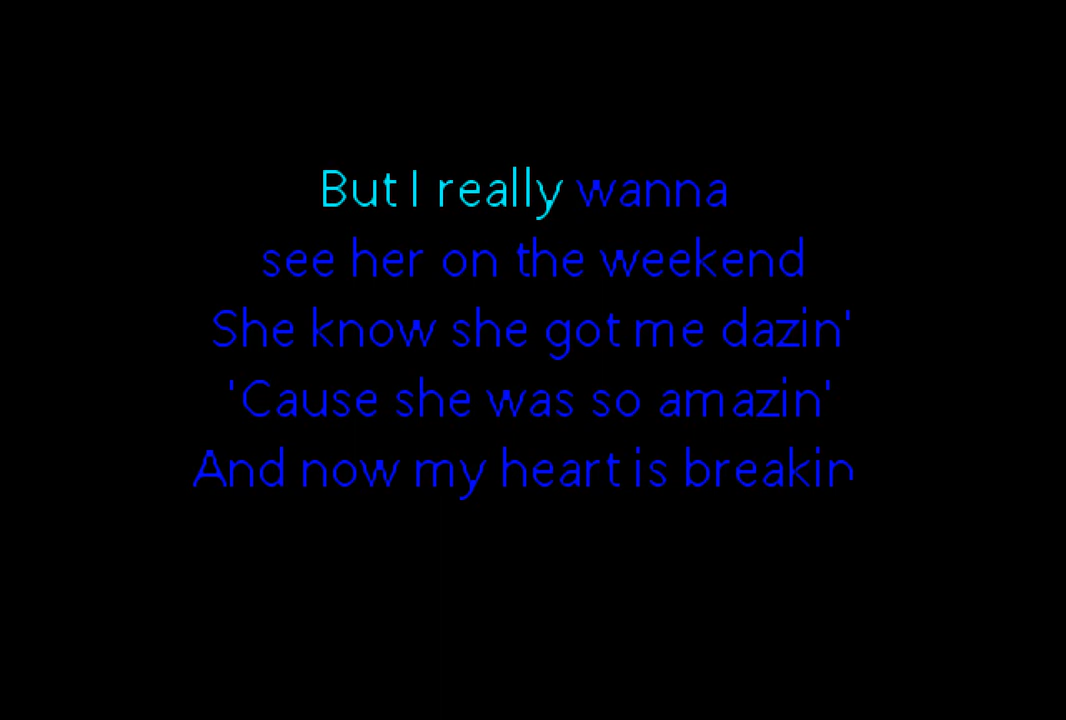 But I really wanna
see her on the weekend
She know she got me dazin'
'Cause she was so amazin'
And now my heart is breakin